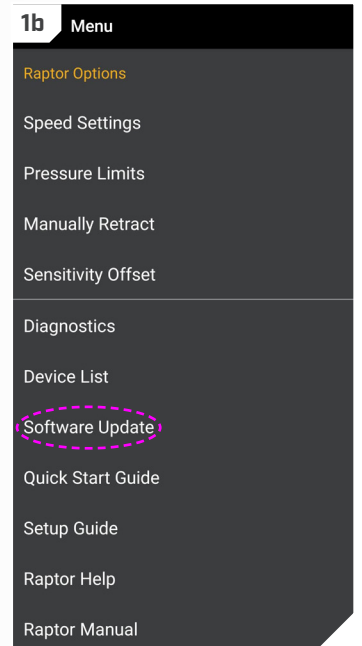 1b
Menu
Raptor Options
Speed Settings
Pressure Limits
Manually Retract
Sensitivity Offset
Diagnostics
Device List
Software Update
Quick Start Guide
Setup Guide
Raptor Help
Raptor Manual